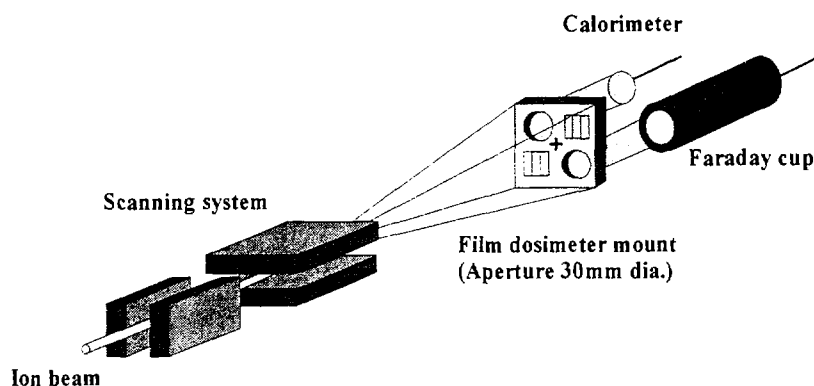 Calorimeter
Faraday cup
Scanning system
Film dosimeter mount
(Aperture 30mm dia.)
Ion beam